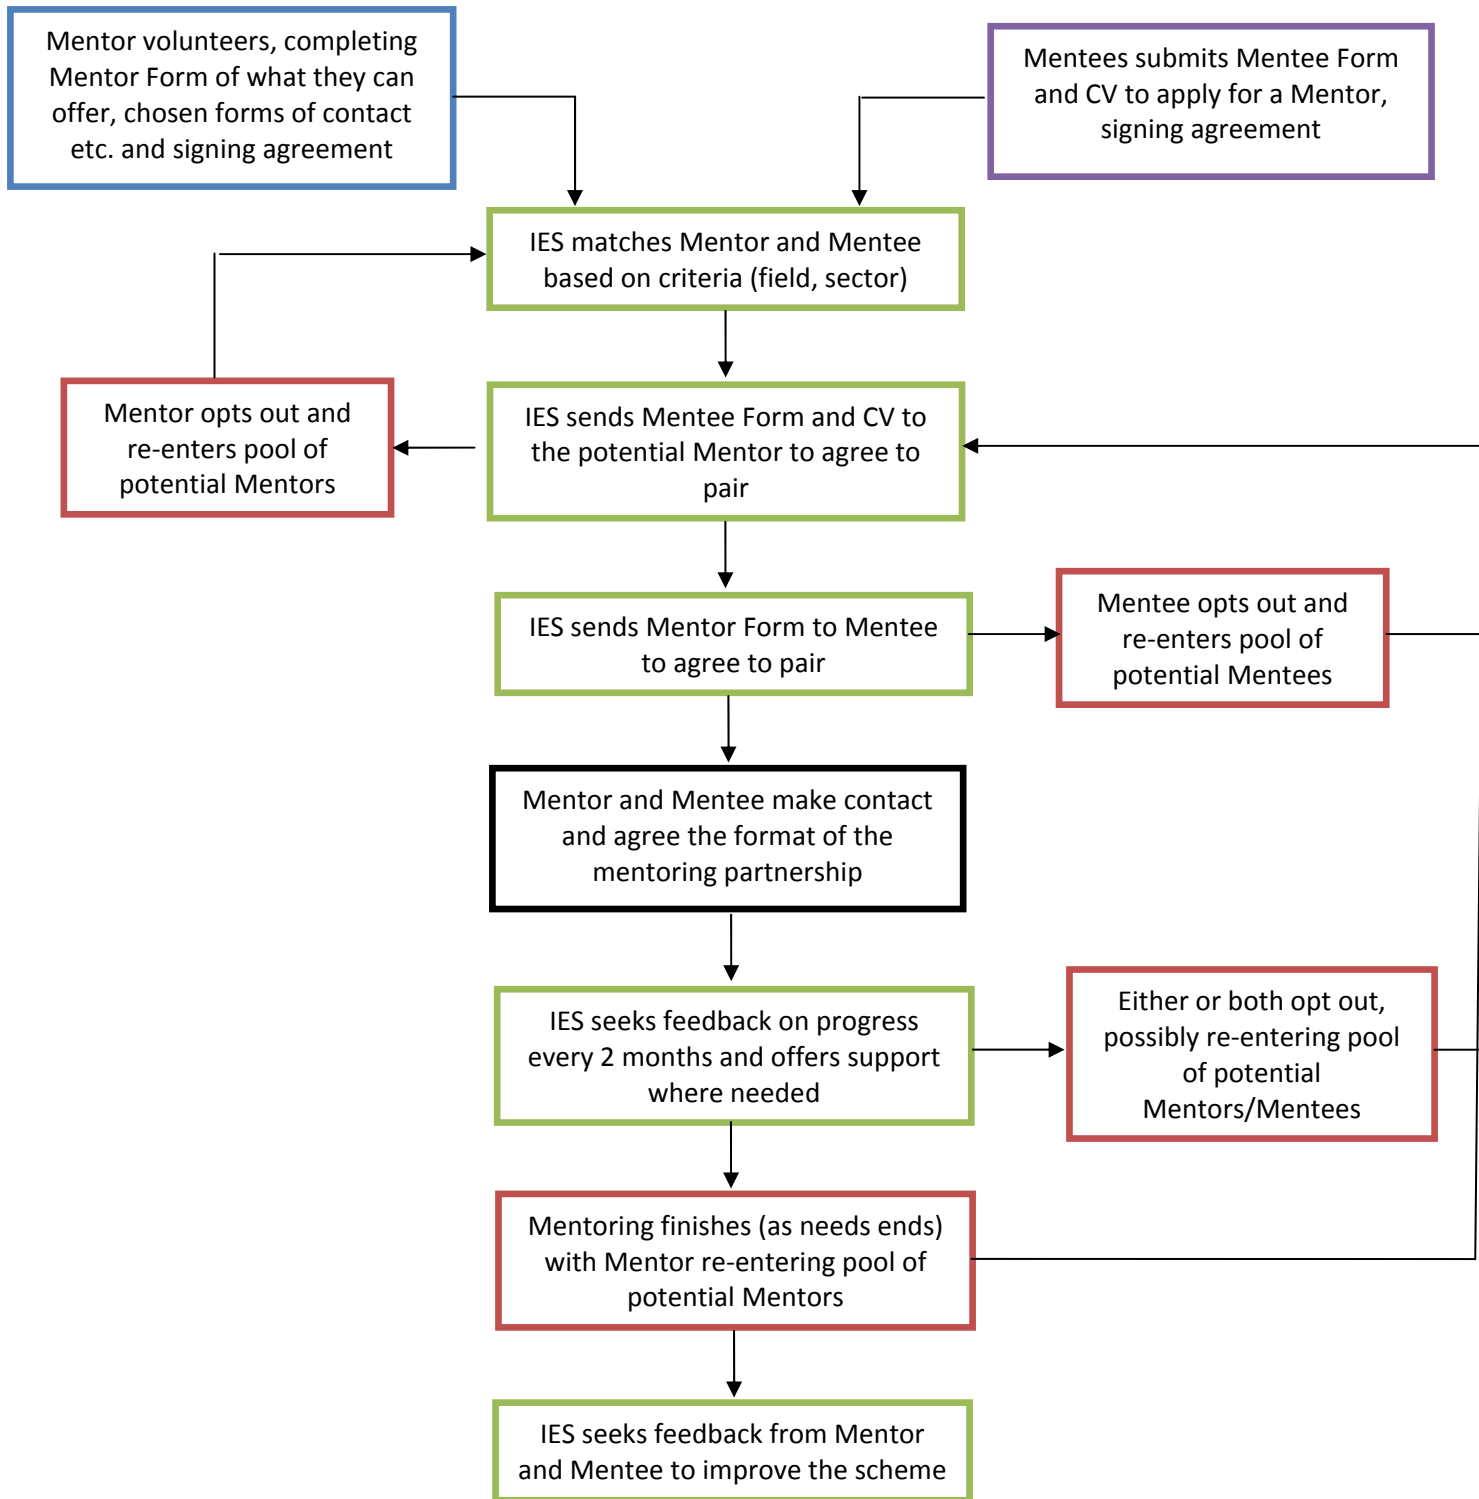 Mentor volunteers, completing
Mentor Form of what they can
offer, chosen forms of contact
etc. and signing agreement
Mentees submits Mentee Form
and CV to apply for a Mentor,
signing agreement
IES matches Mentor and Mentee
based on criteria (field, sector)
Mentor opts out and
re-enters pool of
potential Mentors
IES sends Mentee Form and CV to
the potential Mentor to agree to
pair
IES sends Mentor Form to Mentee
to agree to pair
Mentee opts out and
re-enters pool of
potential Mentees
Mentor and Mentee make contact
and agree the format of the
mentoring partnership
IES seeks feedback on progress
every 2 months and offers support
where needed
Either or both opt out,
possibly re-entering pool
of potential
Mentors/Mentees
Mentoring finishes (as needs ends)
with Mentor re-entering pool of
potential Mentors
IES seeks feedback from Mentor
and Mentee to improve the scheme